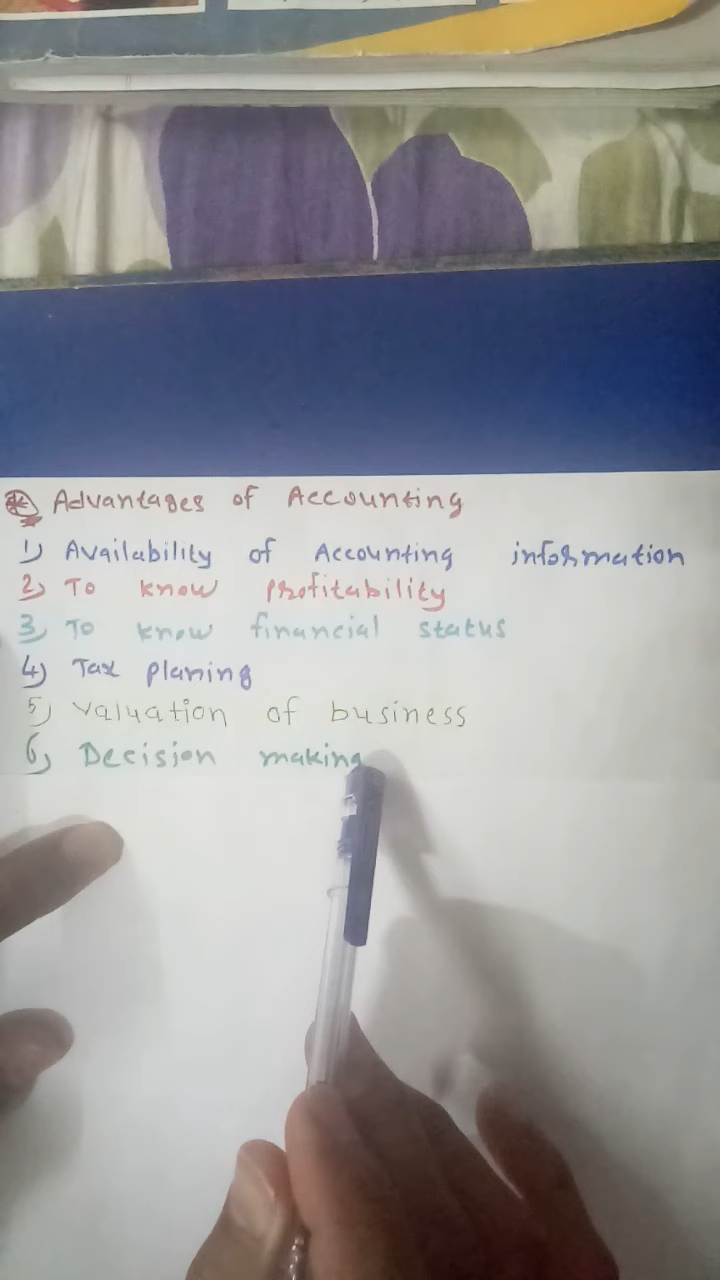 Advantages of Accounting
1) Availability of Accounting information
2) To know profitability
3) To know financial status
4) Tax planing
5) valuation of business
6) Decision making